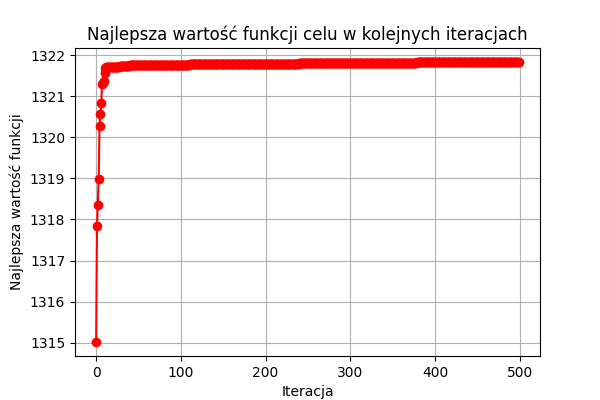 Najlepsza wartość funkcji celu w kolejnych iteracjach
1322
1321
1320
1319
1318
1317
1316
1315
Najlepsza wartość funkcji
0 100 200 300 400 500
Iteracja